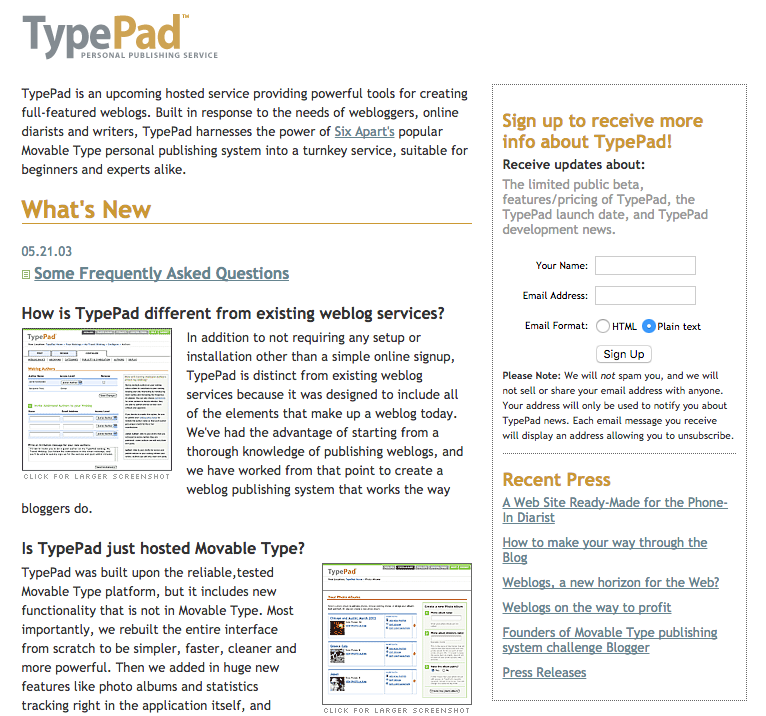 TypePad™
PERSONAL PUBLISHING SERVICE
TypePad is an upcoming hosted service providing powerful tools for creating
full-featured weblogs. Built in response to the needs of webloggers, online
diarists and writers, TypePad harnesses the power of Six Apart's popular
Movable Type personal publishing system into a turnkey service, suitable for
beginners and experts alike.
What's New
05.21.03
Some Frequently Asked Questions
How is TypePad different from existing weblog services?
TypePad
CLICK FOR LARGER SCREENSHOT
In addition to not requiring any setup or
installation other than a simple online signup,
TypePad is distinct from existing weblog
services because it was designed to include all
of the elements that make up a weblog today.
We've had the advantage of starting from a
thorough knowledge of publishing weblogs, and
we have worked from that point to create a
weblog publishing system that works the way
bloggers do.
Is TypePad just hosted Movable Type?
TypePad was built upon the reliable,tested
Movable Type platform, but it includes new
functionality that is not in Movable Type. Most
importantly, we rebuilt the entire interface
from scratch to be simpler, faster, cleaner and
more powerful. Then we added in huge new
features like photo albums and statistics
tracking right in the application itself, and
TypePad
CLICK FOR LARGER SCREENSHOT
Sign up to receive more
info about TypePad!
Receive updates about:
The limited public beta,
features/pricing of TypePad, the
TypePad launch date, and TypePad
development news.
Your Name:
Email Address:
Email Format: HTML Plain text
Sign Up
Please Note: We will not spam you, and we will
not sell or share your email address with anyone.
Your address will only be used to notify you about
TypePad news. Each email message you receive
will display an address allowing you to unsubscribe.
Recent Press
A Web Site Ready-Made for the Phone-
In Diarist
How to make your way through the
Blog
Weblogs, a new horizon for the Web?
Weblogs on the way to profit
Founders of Movable Type publishing
system challenge Blogger
Press Releases